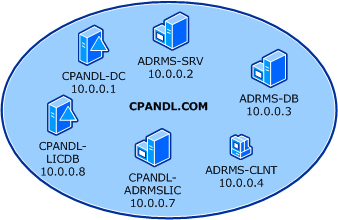 ADRMS-SRV
10.0.0.2
CPANDL-DC
10.0.0.1
ADRMS-DB
10.0.0.3
CPANDL.COM
CPANDL-
LICDB
10.0.0.8
CPANDL-
ADRMSLIC
10.0.0.7
ADRMS-CLNT
10.0.0.4